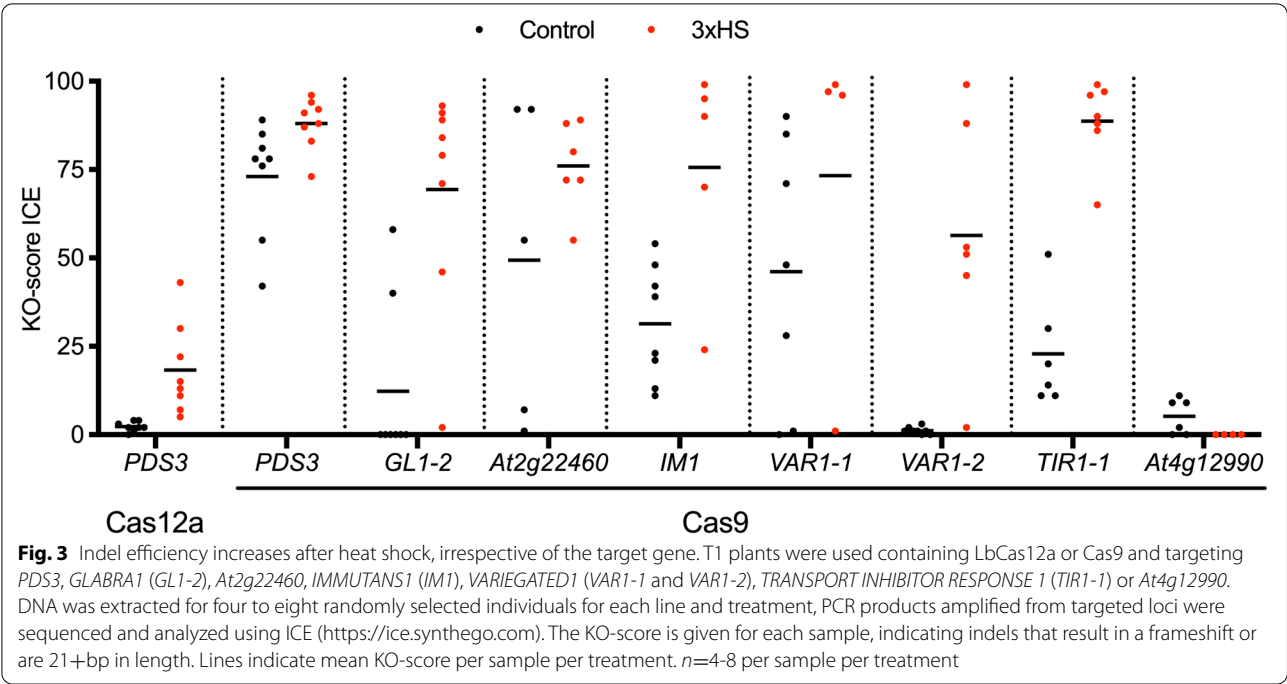 Control 3xHS
100
75
50
25
0
KO-score ICE
PDS3 PDS3 GL1-2 At2g22460 IM1 VAR1-1 VAR1-2 TIR1-1 At4g12990
Cas12a Cas9
Fig. 3 Indel efficiency increases after heat shock, irrespective of the target gene. T1 plants were used containing LbCas12a or Cas9 and targeting
PDS3, GLABRA1 (GL1-2), At2g22460, IMMUTANS1 (IM1), VARIEGATED1 (VAR1-1 and VAR1-2), TRANSPORT INHIBITOR RESPONSE 1 (TIR1-1) or At4g12990.
DNA was extracted for four to eight randomly selected individuals for each line and treatment, PCR products amplified from targeted loci were
sequenced and analyzed using ICE (https://ice.synthego.com). The KO-score is given for each sample, indicating indels that result in a frameshift or
are 21+bp in length. Lines indicate mean KO-score per sample per treatment. n=4-8 per sample per treatment